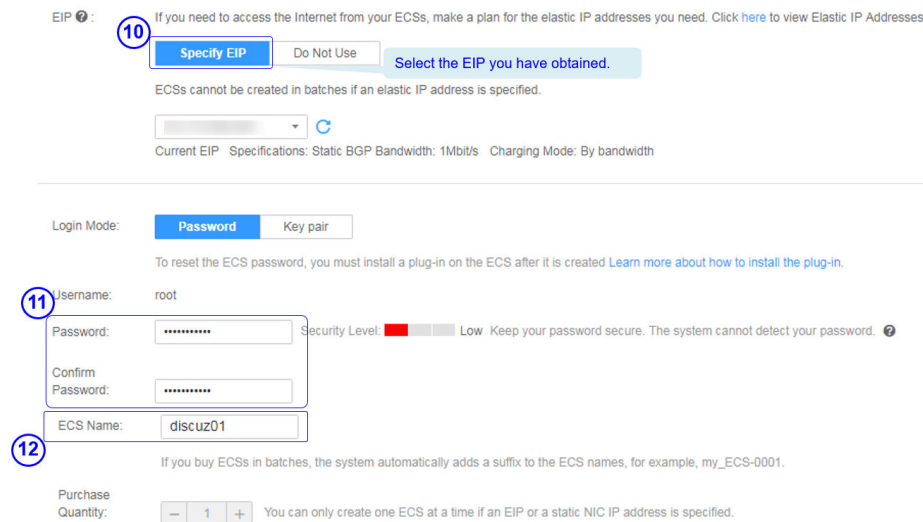 EIP ? : If you need to access the Internet from your ECSs, make a plan for the elastic IP addresses you need. Click here to view Elastic IP Addresses
10
Specify EIP Do Not Use
Select the EIP you have obtained.
ECSs cannot be created in batches if an elastic IP address is specified.
Current EIP Specifications: Static BGP Bandwidth: 1Mbit/s Charging Mode: By bandwidth
Login Mode: Password Key pair
To reset the ECS password, you must install a plug-in on the ECS after it is created Learn more about how to install the plug-in.
11
Username: root
Password: ••••••••••• Security Level: Low Keep your password secure. The system cannot detect your password. ?
Confirm
Password: •••••••••••
ECS Name: discuz01
12
If you buy ECSs in batches, the system automatically adds a suffix to the ECS names, for example, my_ECS-0001.
Purchase
Quantity: − 1 + You can only create one ECS at a time if an EIP or a static NIC IP address is specified.